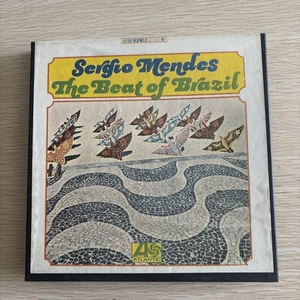 STEREO
Sergio Mendes
The Beat of Brazil
ATLANTIC